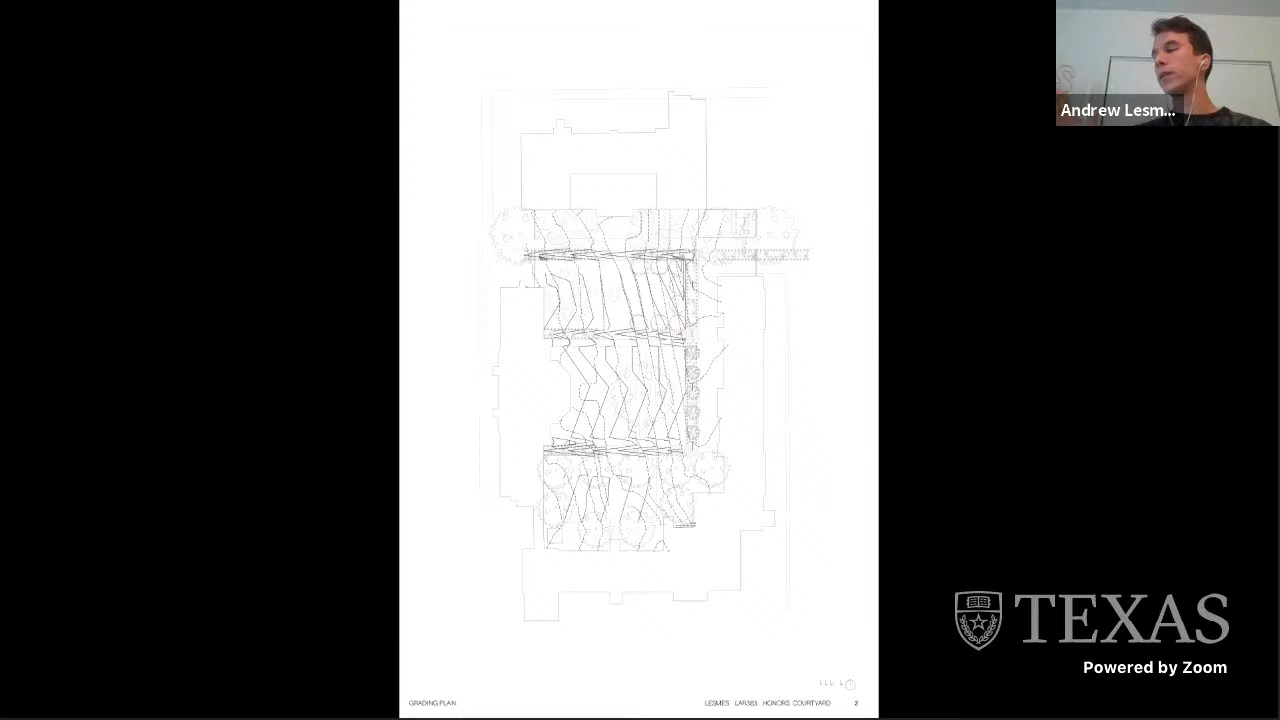 Andrew Lesm...
TEXAS
Powered by Zoom
GRADING PLAN
LESMES LAR383 HONORS COURTYARD 2